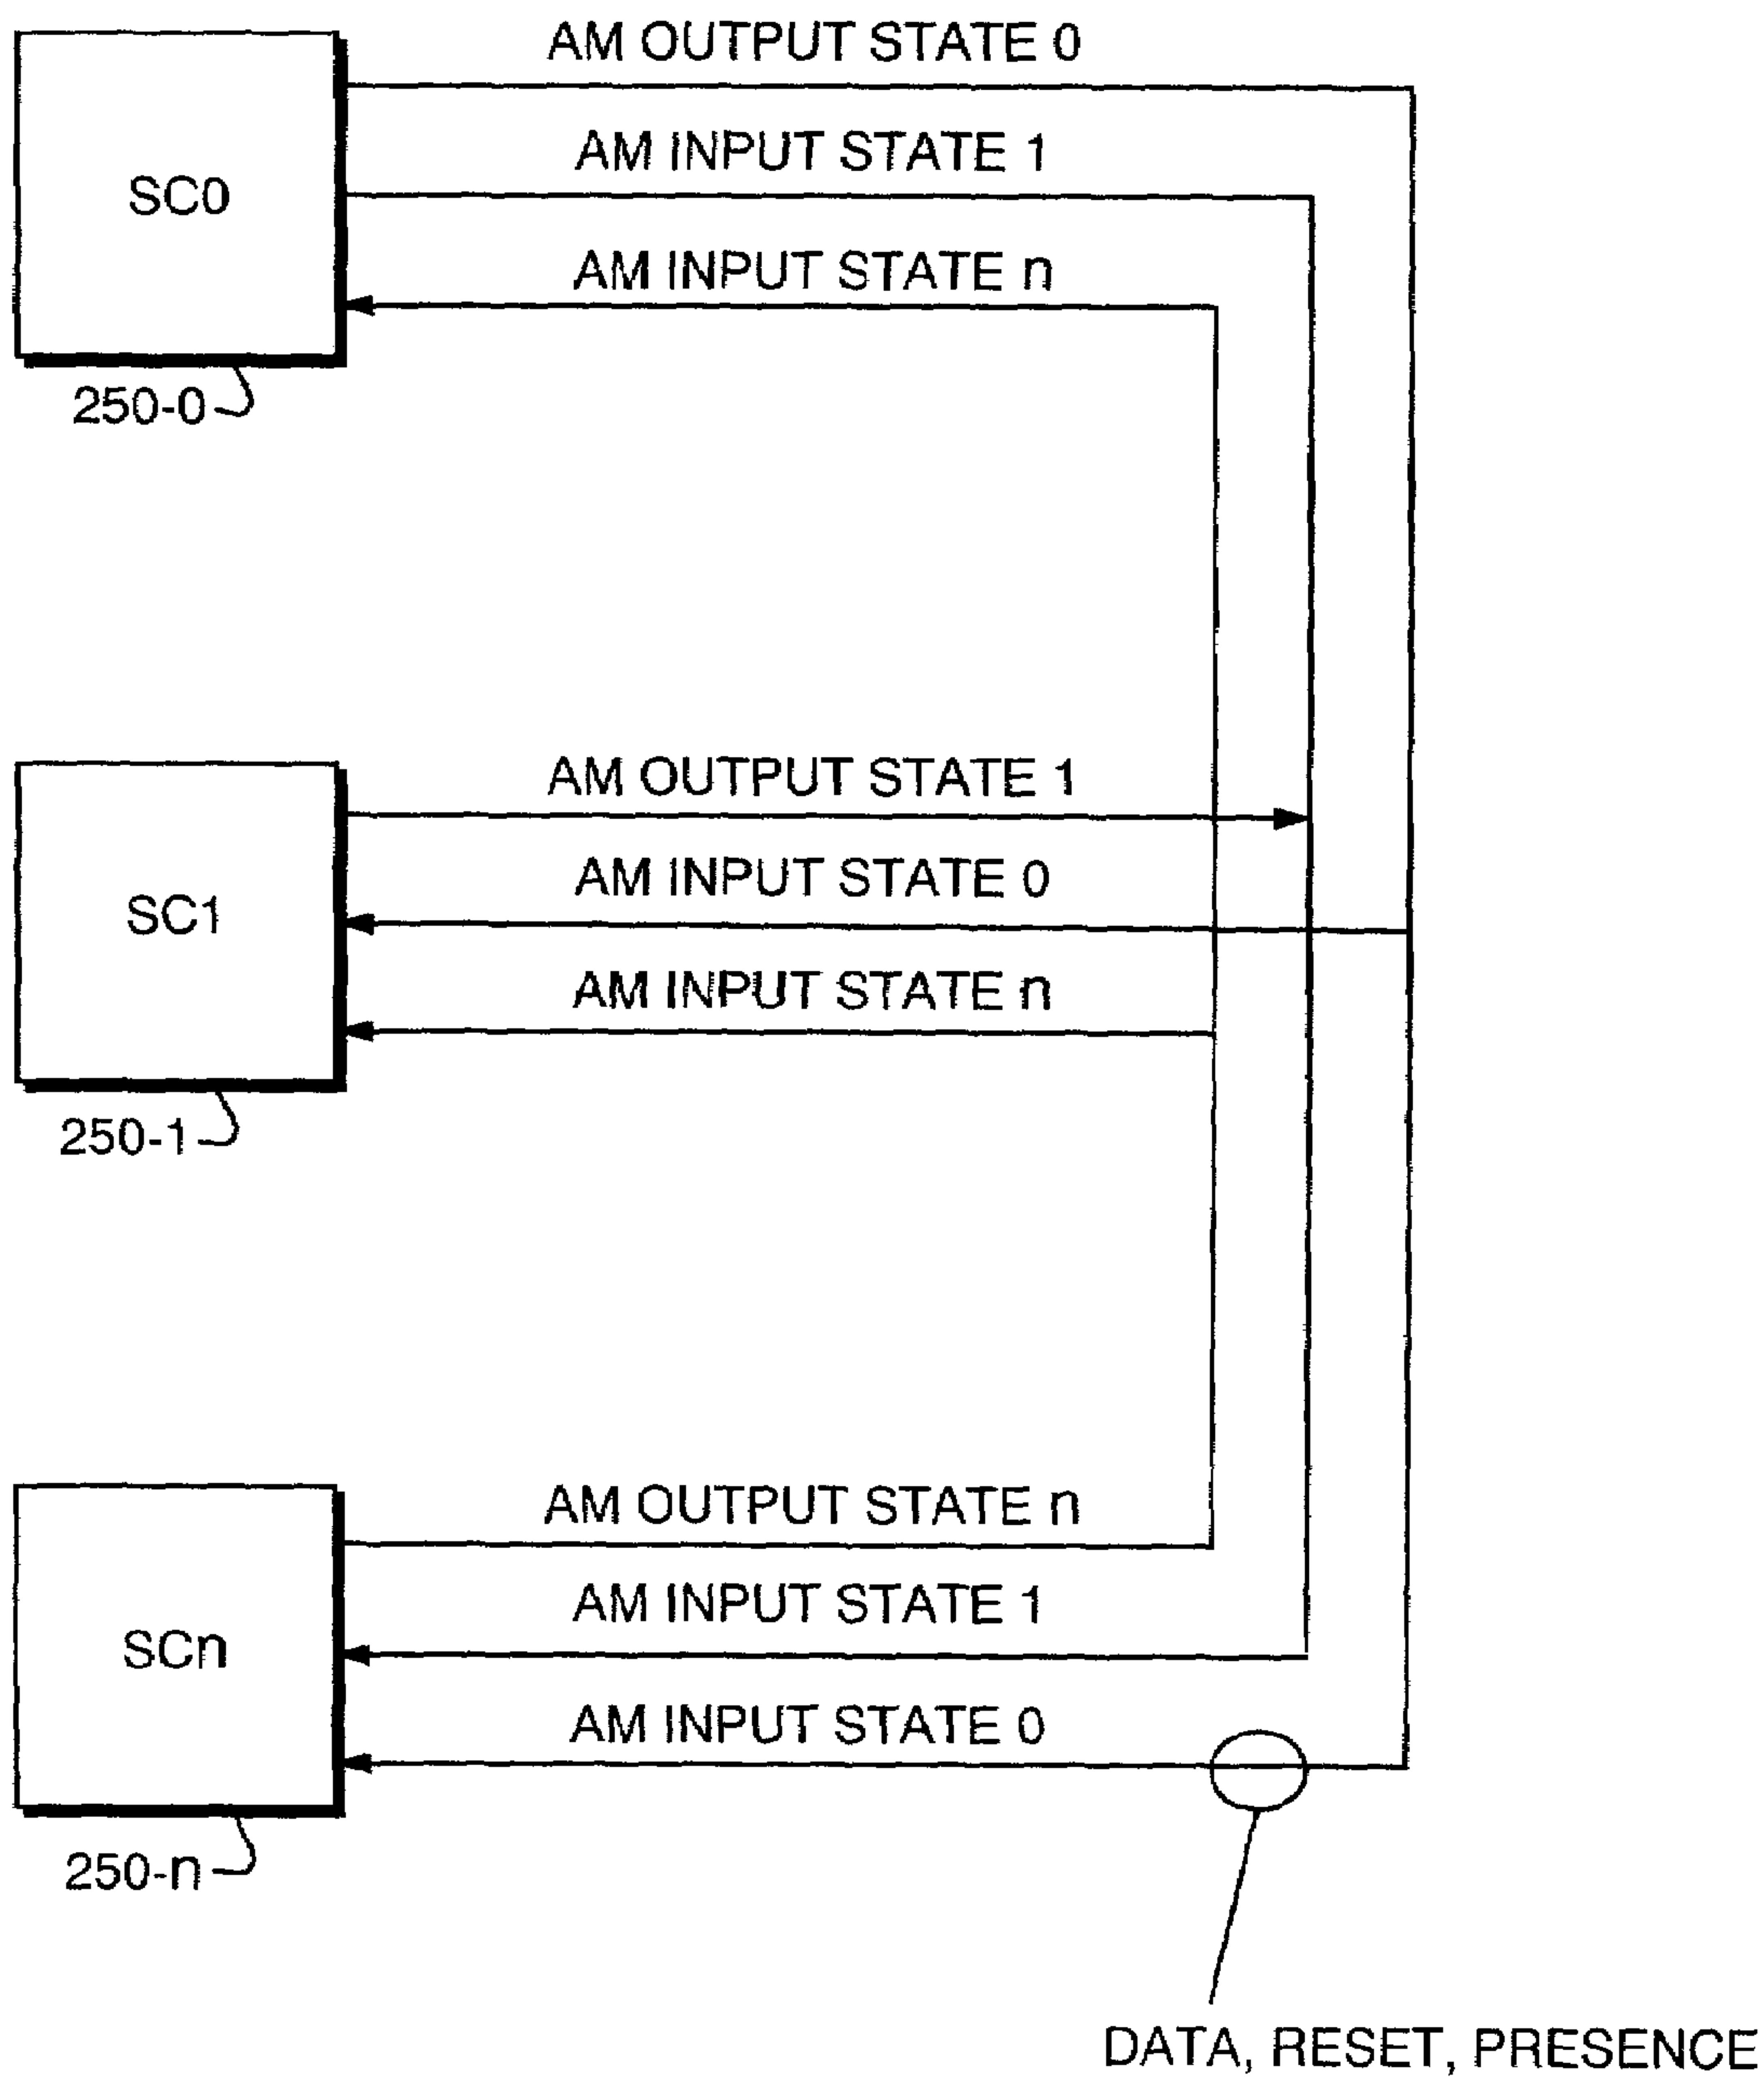 AM OUTPUT STATE 0
AM INPUT STATE 1
SC0
AM INPUT STATE n
250-0
AM OUTPUT STATE 1
AM INPUT STATE 0
SC1
AM INPUT STATE n
250-1
AM OUTPUT STATE n
AM INPUT STATE 1
SCn
AM INPUT STATE 0
250-n
DATA, RESET, PRESENCE